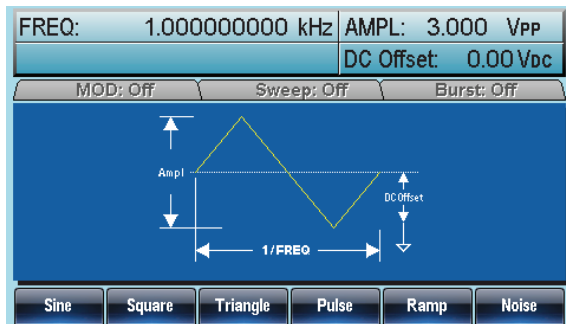 FREQ: 1.000000000 kHz AMPL: 3.000 VPP
DC Offset: 0.00 VDC
MOD: Off Sweep: Off Burst: Off
Ampl
DC Offset
1/FREQ
Sine Square Triangle Pulse Ramp Noise